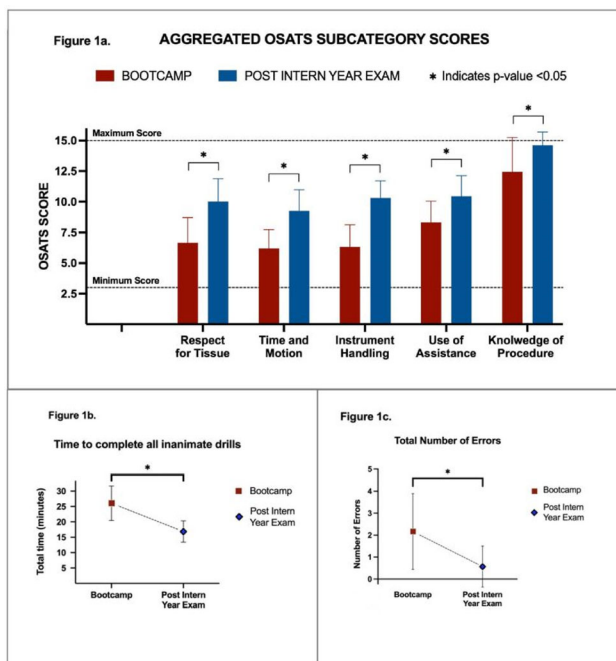 Figure 1a. AGGREGATED OSATS SUBCATEGORY SCORES
BOOTCAMP POST INTERN YEAR EXAM * Indicates p-value <0.05
OSATS SCORE
Maximum Score
15.0
12.5
10.0
7.5
5.0
Minimum Score
2.5
* * * * *
Respect
for Tissue
Time and
Motion
Instrument
Handling
Use of
Assistance
Knolwedge of
Procedure
Figure 1b.
Time to complete all inanimate drills
*
Total time (minutes)
30
25
20
15
10
5
Bootcamp
Post Intern
Year Exam
Bootcamp
Post Intern
Year Exam
Figure 1c.
Total Number of Errors
*
Number of Errors
5
4
3
2
1
0
Bootcamp
Post Intern
Year Exam
Bootcamp
Post Intern
Year Exam